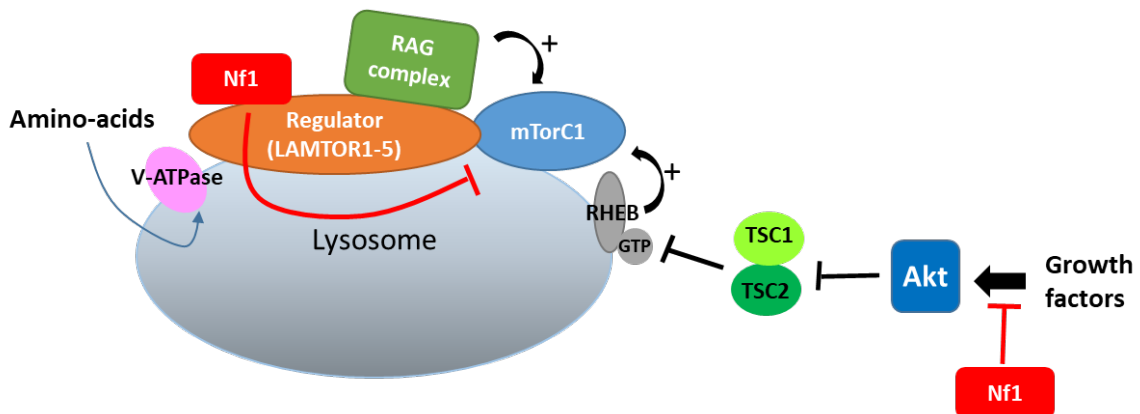 RAG
complex
+
Nf1
Amino-acids
Regulator
(LAMTOR1-5)
mTorC1
V-ATPase
+
RHEB
GTP
Lysosome
TSC1
TSC2
Akt
Growth
factors
Nf1